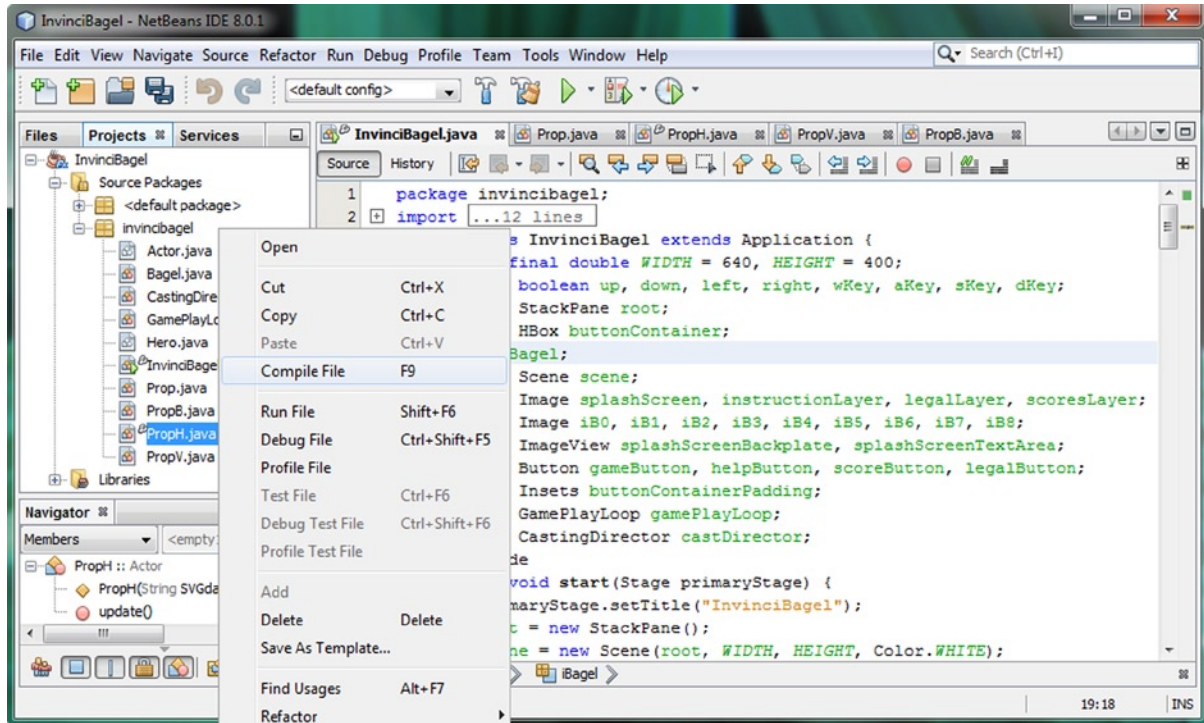 InvinciBagel - NetBeans IDE 8.0.1
File Edit View Navigate Source Refactor Run Debug Profile Team Tools Window Help
Search (Ctrl+I)
<default config>
Files Projects Services
InvinciBagel.java Prop.java PropH.java PropV.java PropB.java
InvinciBagel
Source Packages
<default package>
invincibagel
Actor.java
Bagel.java
CastingDire
GamePlayLo
Hero.java
InvinciBage
Prop.java
PropB.java
PropH.java
PropV.java
Libraries
Navigator
Members <empty>
PropH :: Actor
PropH(String SVGda
update()
Open
Cut Ctrl+X
Copy Ctrl+C
Paste Ctrl+V
Compile File F9
Run File Shift+F6
Debug File Ctrl+Shift+F5
Profile File
Test File Ctrl+F6
Debug Test File Ctrl+Shift+F6
Profile Test File
Add
Delete Delete
Save As Template...
Find Usages Alt+F7
Refactor
Source History
1 package invincibagel;
2 import ...12 lines
s InvinciBagel extends Application {
final double WIDTH = 640, HEIGHT = 400;
boolean up, down, left, right, wKey, aKey, sKey, dKey;
StackPane root;
HBox buttonContainer;
Bagel;
Scene scene;
Image splashScreen, instructionLayer, legalLayer, scoresLayer;
Image iB0, iB1, iB2, iB3, iB4, iB5, iB6, iB7, iB8;
ImageView splashScreenBackplate, splashScreenTextArea;
Button gameButton, helpButton, scoreButton, legalButton;
Insets buttonContainerPadding;
GamePlayLoop gamePlayLoop;
CastingDirector castDirector;
de
void start(Stage primaryStage) {
maryStage.setTitle("InvinciBagel");
t = new StackPane();
ne = new Scene(root, WIDTH, HEIGHT, Color.WHITE);
iBagel
19:18 INS